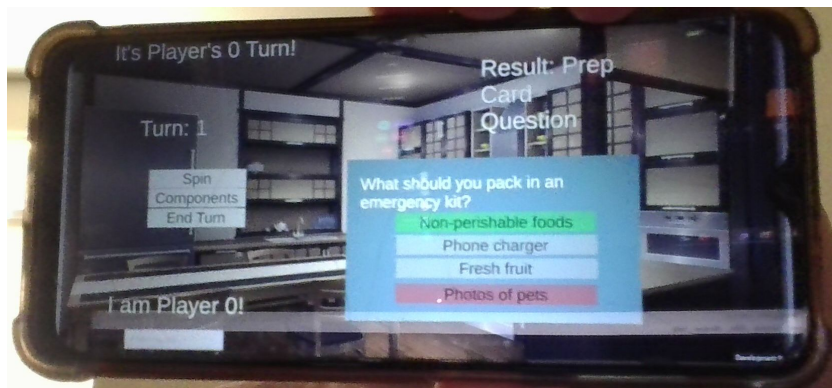 It's Player's 0 Turn!
Result: Prep
Card
Question
Turn: 1
Spin
Components
End Turn
What should you pack in an
emergency kit?
Non-perishable foods
Phone charger
Fresh fruit
Photos of pets
I am Player 0!